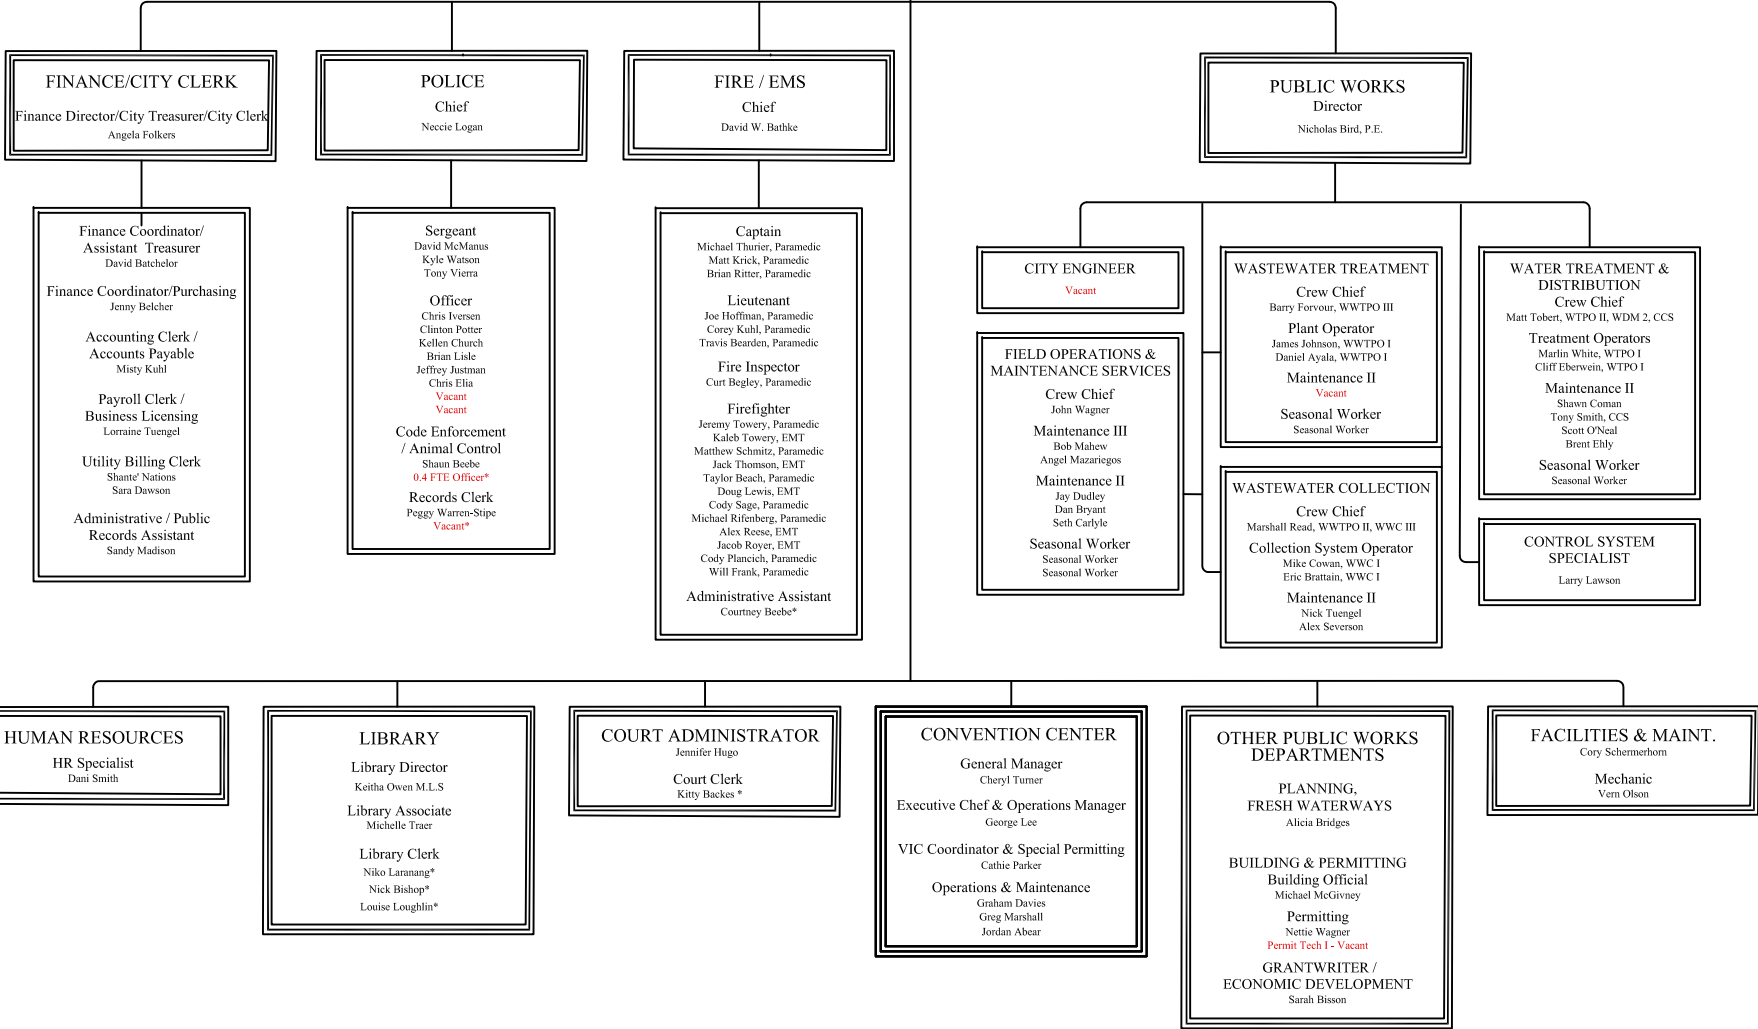 FINANCE/CITY CLERK
Finance Director/City Treasurer/City Clerk
Angela Folkers
POLICE
Chief
Neccie Logan
FIRE / EMS
Chief
David W. Bathke
PUBLIC WORKS
Director
Nicholas Bird, P.E.
Finance Coordinator/
Assistant Treasurer
David Batchelor
Finance Coordinator/Purchasing
Jenny Belcher
Accounting Clerk /
Accounts Payable
Misty Kuhl
Payroll Clerk /
Business Licensing
Lorraine Tuengel
Utility Billing Clerk
Shante' Nations
Sara Dawson
Administrative / Public
Records Assistant
Sandy Madison
Sergeant
David McManus
Kyle Watson
Tony Vierra
Officer
Chris Iversen
Clinton Potter
Kellen Church
Brian Lisle
Jeffrey Justman
Chris Elia
Vacant
Vacant
Code Enforcement
/ Animal Control
Shaun Beebe
0.4 FTE Officer*
Records Clerk
Peggy Warren-Stipe
Vacant*
Captain
Michael Thurier, Paramedic
Matt Krick, Paramedic
Brian Ritter, Paramedic
Lieutenant
Joe Hoffman, Paramedic
Corey Kuhl, Paramedic
Travis Bearden, Paramedic
Fire Inspector
Curt Begley, Paramedic
Firefighter
Jeremy Towery, Paramedic
Kaleb Towery, EMT
Matthew Schmitz, Paramedic
Jack Thomson, EMT
Taylor Beach, Paramedic
Doug Lewis, EMT
Cody Sage, Paramedic
Michael Rifenberg, Paramedic
Alex Reese, EMT
Jacob Royer, EMT
Cody Plancich, Paramedic
Will Frank, Paramedic
Administrative Assistant
Courtney Beebe*
CITY ENGINEER
Vacant
FIELD OPERATIONS &
MAINTENANCE SERVICES
Crew Chief
John Wagner
Maintenance III
Bob Mahew
Angel Mazariegos
Maintenance II
Jay Dudley
Dan Bryant
Seth Carlyle
Seasonal Worker
Seasonal Worker
Seasonal Worker
WASTEWATER TREATMENT
Crew Chief
Barry Forvour, WWTPO III
Plant Operator
James Johnson, WWTPO I
Daniel Ayala, WWTPO I
Maintenance II
Vacant
Seasonal Worker
Seasonal Worker
WASTEWATER COLLECTION
Crew Chief
Marshall Read, WWTPO II, WWC III
Collection System Operator
Mike Cowan, WWC I
Eric Brattain, WWC I
Maintenance II
Nick Tuengel
Alex Severson
WATER TREATMENT &
DISTRIBUTION
Crew Chief
Matt Tobert, WTPO II, WDM 2, CCS
Treatment Operators
Marlin White, WTPO I
Cliff Eberwein, WTPO I
Maintenance II
Shawn Coman
Tony Smith, CCS
Scott O'Neal
Brent Ehly
Seasonal Worker
Seasonal Worker
CONTROL SYSTEM
SPECIALIST
Larry Lawson
HUMAN RESOURCES
HR Specialist
Dani Smith
LIBRARY
Library Director
Keitha Owen M.L.S
Library Associate
Michelle Traer
Library Clerk
Niko Laranang*
Nick Bishop*
Louise Loughlin*
COURT ADMINISTRATOR
Jennifer Hugo
Court Clerk
Kitty Backes *
CONVENTION CENTER
General Manager
Cheryl Turner
Executive Chef & Operations Manager
George Lee
VIC Coordinator & Special Permitting
Cathie Parker
Operations & Maintenance
Graham Davies
Greg Marshall
Jordan Abear
OTHER PUBLIC WORKS
DEPARTMENTS
PLANNING,
FRESH WATERWAYS
Alicia Bridges
BUILDING & PERMITTING
Building Official
Michael McGivney
Permitting
Nettie Wagner
Permit Tech I - Vacant
GRANTWRITER /
ECONOMIC DEVELOPMENT
Sarah Bisson
FACILITIES & MAINT.
Cory Schermerhorn
Mechanic
Vern Olson